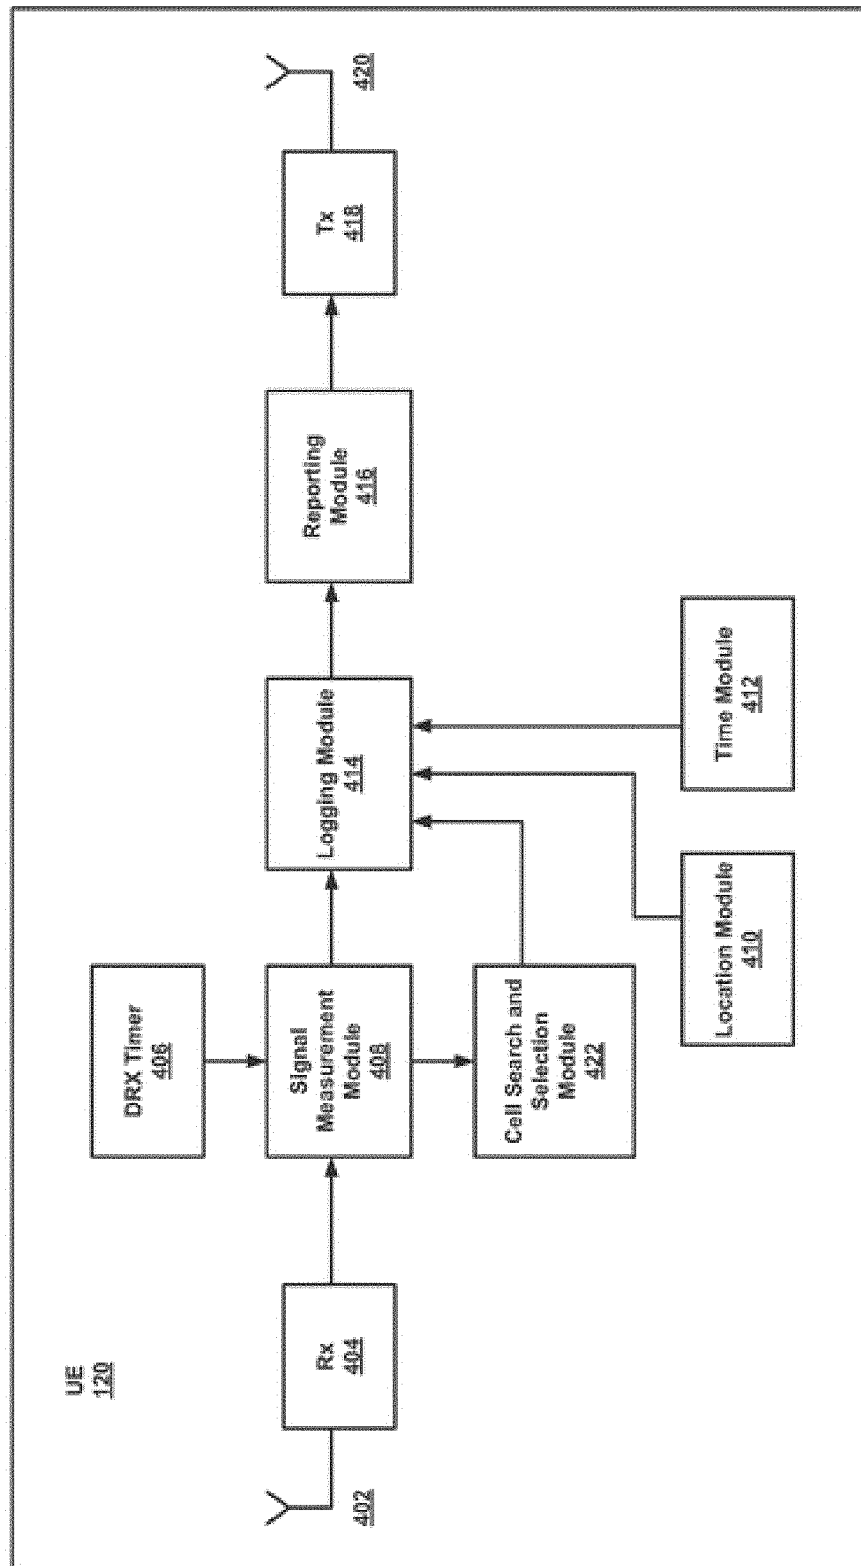 UE
120
402
Rx
404
DRX Timer
406
Signal
Measurement
Module
408
Cell Search and
Selection
Module
422
Location Module
410
Time Module
412
Logging Module
414
Reporting
Module
416
Tx
418
420